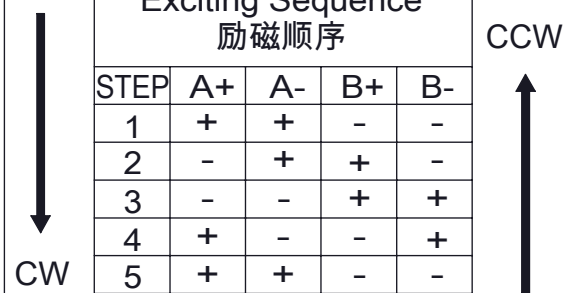 Exciting Sequence
励磁顺序
CCW
STEP A+ A- B+ B-
1 + + - -
2 - + + -
3 - - + +
4 + - - +
CW
5 + + - -